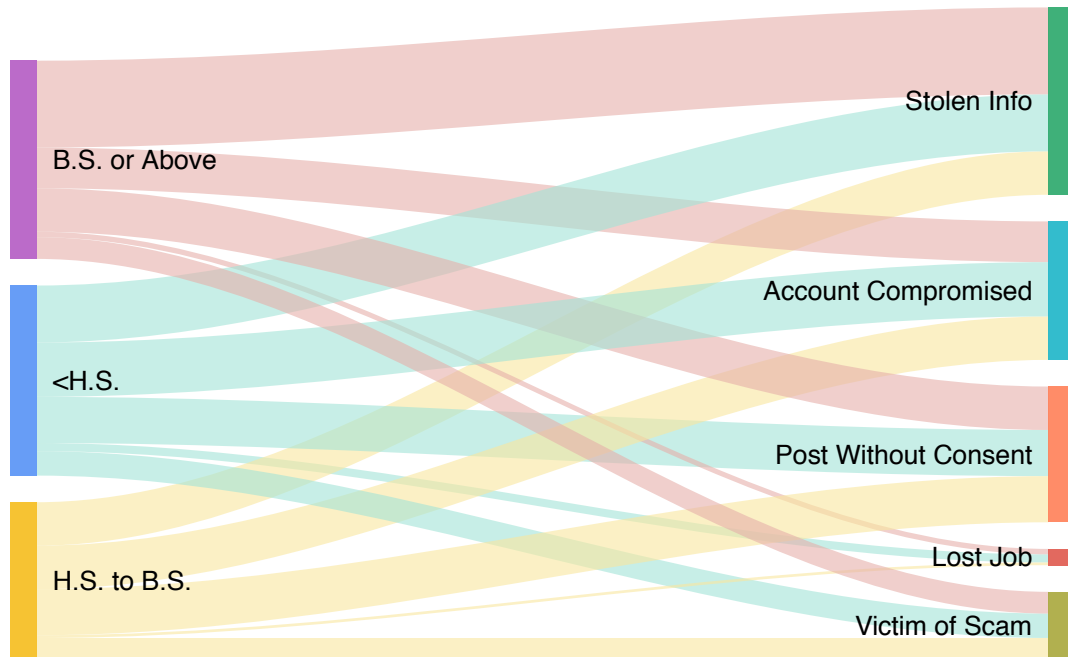 B.S. or Above
<H.S.
H.S. to B.S.
Stolen Info
Account Compromised
Post Without Consent
Lost Job
Victim of Scam